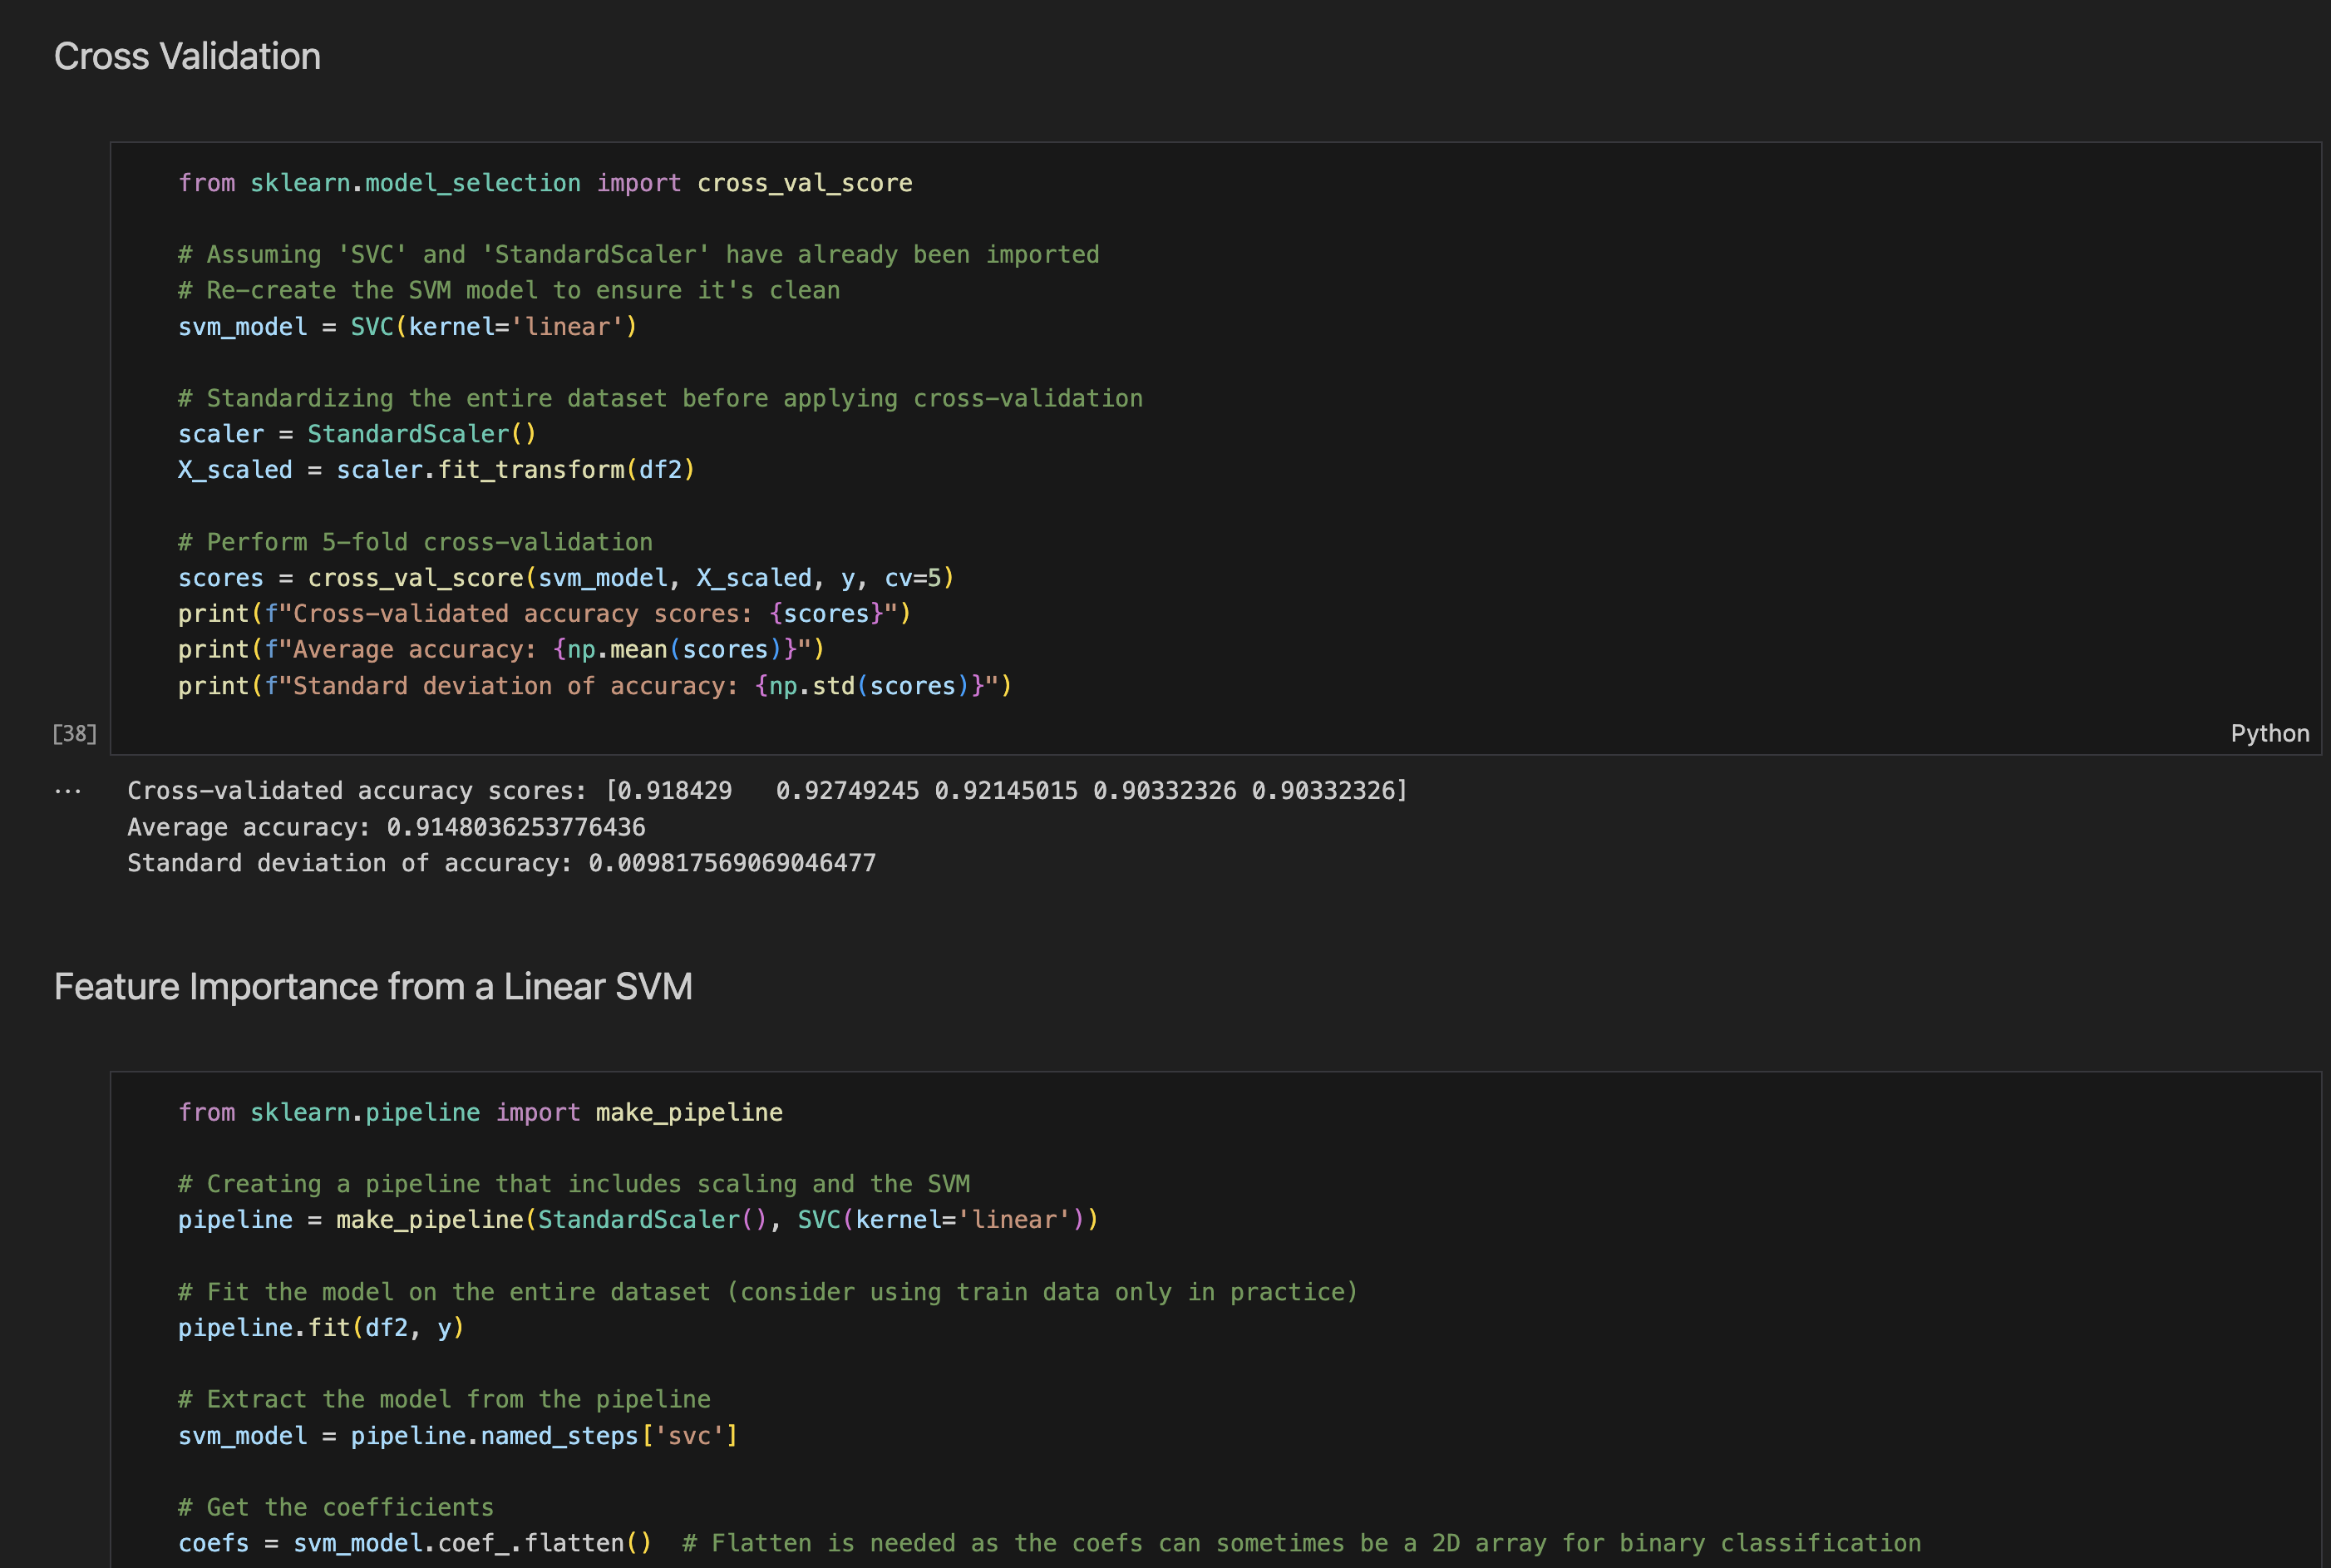 Cross Validation
from sklearn.model_selection import cross_val_score
# Assuming 'SVC' and 'StandardScaler' have already been imported
# Re-create the SVM model to ensure it's clean
svm_model = SVC(kernel='linear')
# Standardizing the entire dataset before applying cross-validation
scaler = StandardScaler()
X_scaled = scaler.fit_transform(df2)
# Perform 5-fold cross-validation
scores = cross_val_score(svm_model, X_scaled, y, cv=5)
print(f"Cross-validated accuracy scores: {scores}")
print(f"Average accuracy: {np.mean(scores)}")
print(f"Standard deviation of accuracy: {np.std(scores)}")
[38]
Python
... Cross-validated accuracy scores: [0.918429   0.92749245 0.92145015 0.90332326 0.90332326]
Average accuracy: 0.9148036253776436
Standard deviation of accuracy: 0.009817569069046477
Feature Importance from a Linear SVM
from sklearn.pipeline import make_pipeline
# Creating a pipeline that includes scaling and the SVM
pipeline = make_pipeline(StandardScaler(), SVC(kernel='linear'))
# Fit the model on the entire dataset (consider using train data only in practice)
pipeline.fit(df2, y)
# Extract the model from the pipeline
svm_model = pipeline.named_steps['svc']
# Get the coefficients
coefs = svm_model.coef_.flatten()  # Flatten is needed as the coefs can sometimes be a 2D array for binary classification